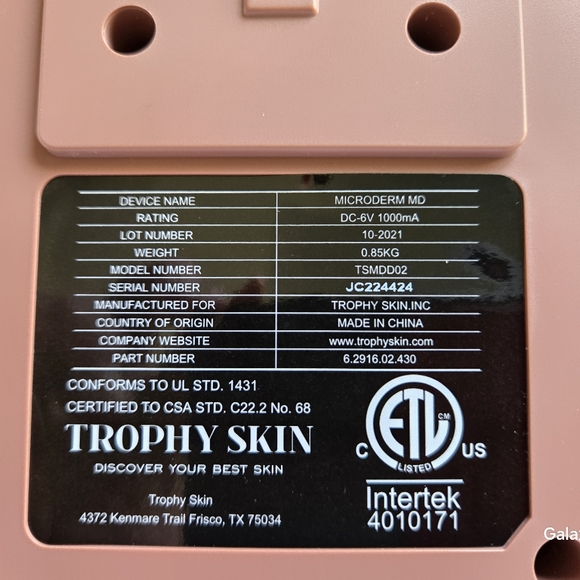 DEVICE NAME MICRODERM MD
RATING DC-6V 1000mA
LOT NUMBER 10-2021
WEIGHT 0.85KG
MODEL NUMBER TSMDD02
SERIAL NUMBER JC224424
MANUFACTURED FOR TROPHY SKIN.INC
COUNTRY OF ORIGIN MADE IN CHINA
COMPANY WEBSITE www.trophyskin.com
PART NUMBER 6.2916.02.430
CONFORMS TO UL STD. 1431
CERTIFIED TO CSA STD. C22.2 No. 68
TROPHY SKIN
DISCOVER YOUR BEST SKIN
Trophy Skin
4372 Kenmare Trail Frisco, TX 75034
ETL CM
C US
LISTED
Intertek
4010171